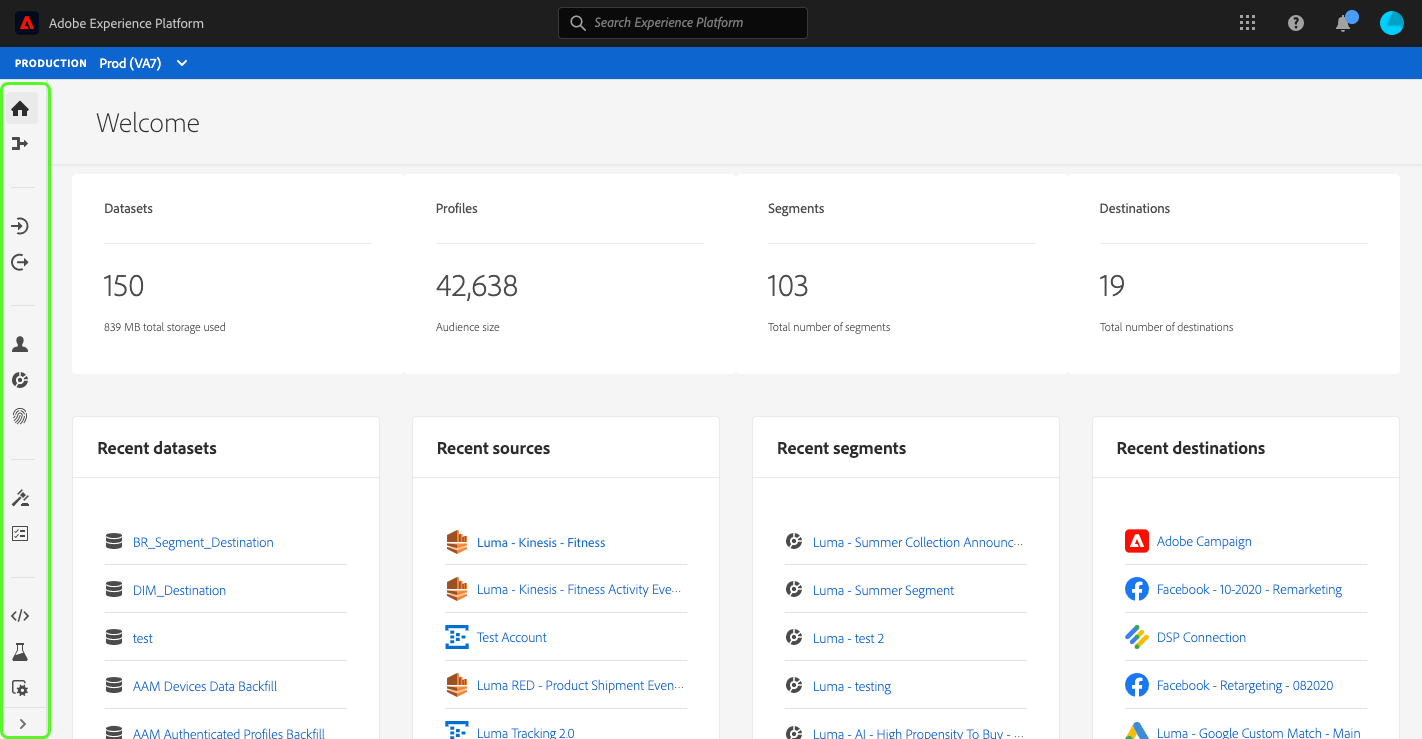 Adobe Experience Platform
Search Experience Platform
PRODUCTION Prod (VA7)
Welcome
Datasets
150
839 MB total storage used
Profiles
42,638
Audience size
Segments
103
Total number of segments
Destinations
19
Total number of destinations
Recent datasets
BR_Segment_Destination
DIM_Destination
test
AAM Devices Data Backfill
AAM Authenticated Profiles Backfill
Recent sources
Luma - Kinesis - Fitness
Luma - Kinesis - Fitness Activity Eve...
Test Account
Luma RED - Product Shipment Even...
Luma Tracking 2.0
Recent segments
Luma - Summer Collection Announc...
Luma - Summer Segment
Luma - test 2
Luma - testing
Luma - AI - High Propensity To Buy - ...
Recent destinations
Adobe Campaign
Facebook - 10-2020 - Remarketing
DSP Connection
Facebook - Retargeting - 082020
Luma - Google Custom Match - Main